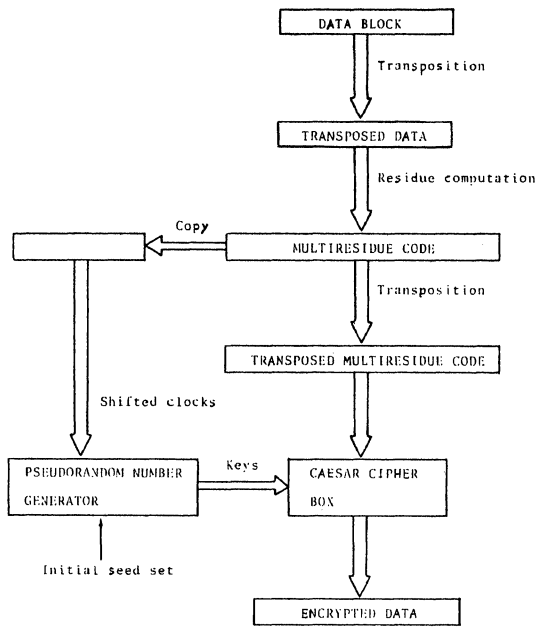 DATA BLOCK
Transposition
TRANSPOSED DATA
Residue computation
Copy
MULTIRESIDUE CODE
Transposition
TRANSPOSED MULTIRESIDUE CODE
Shifted clocks
PSEUDORANDOM NUMBER
GENERATOR
Keys
CAESAR CIPHER
BOX
Initial seed set
ENCRYPTED DATA